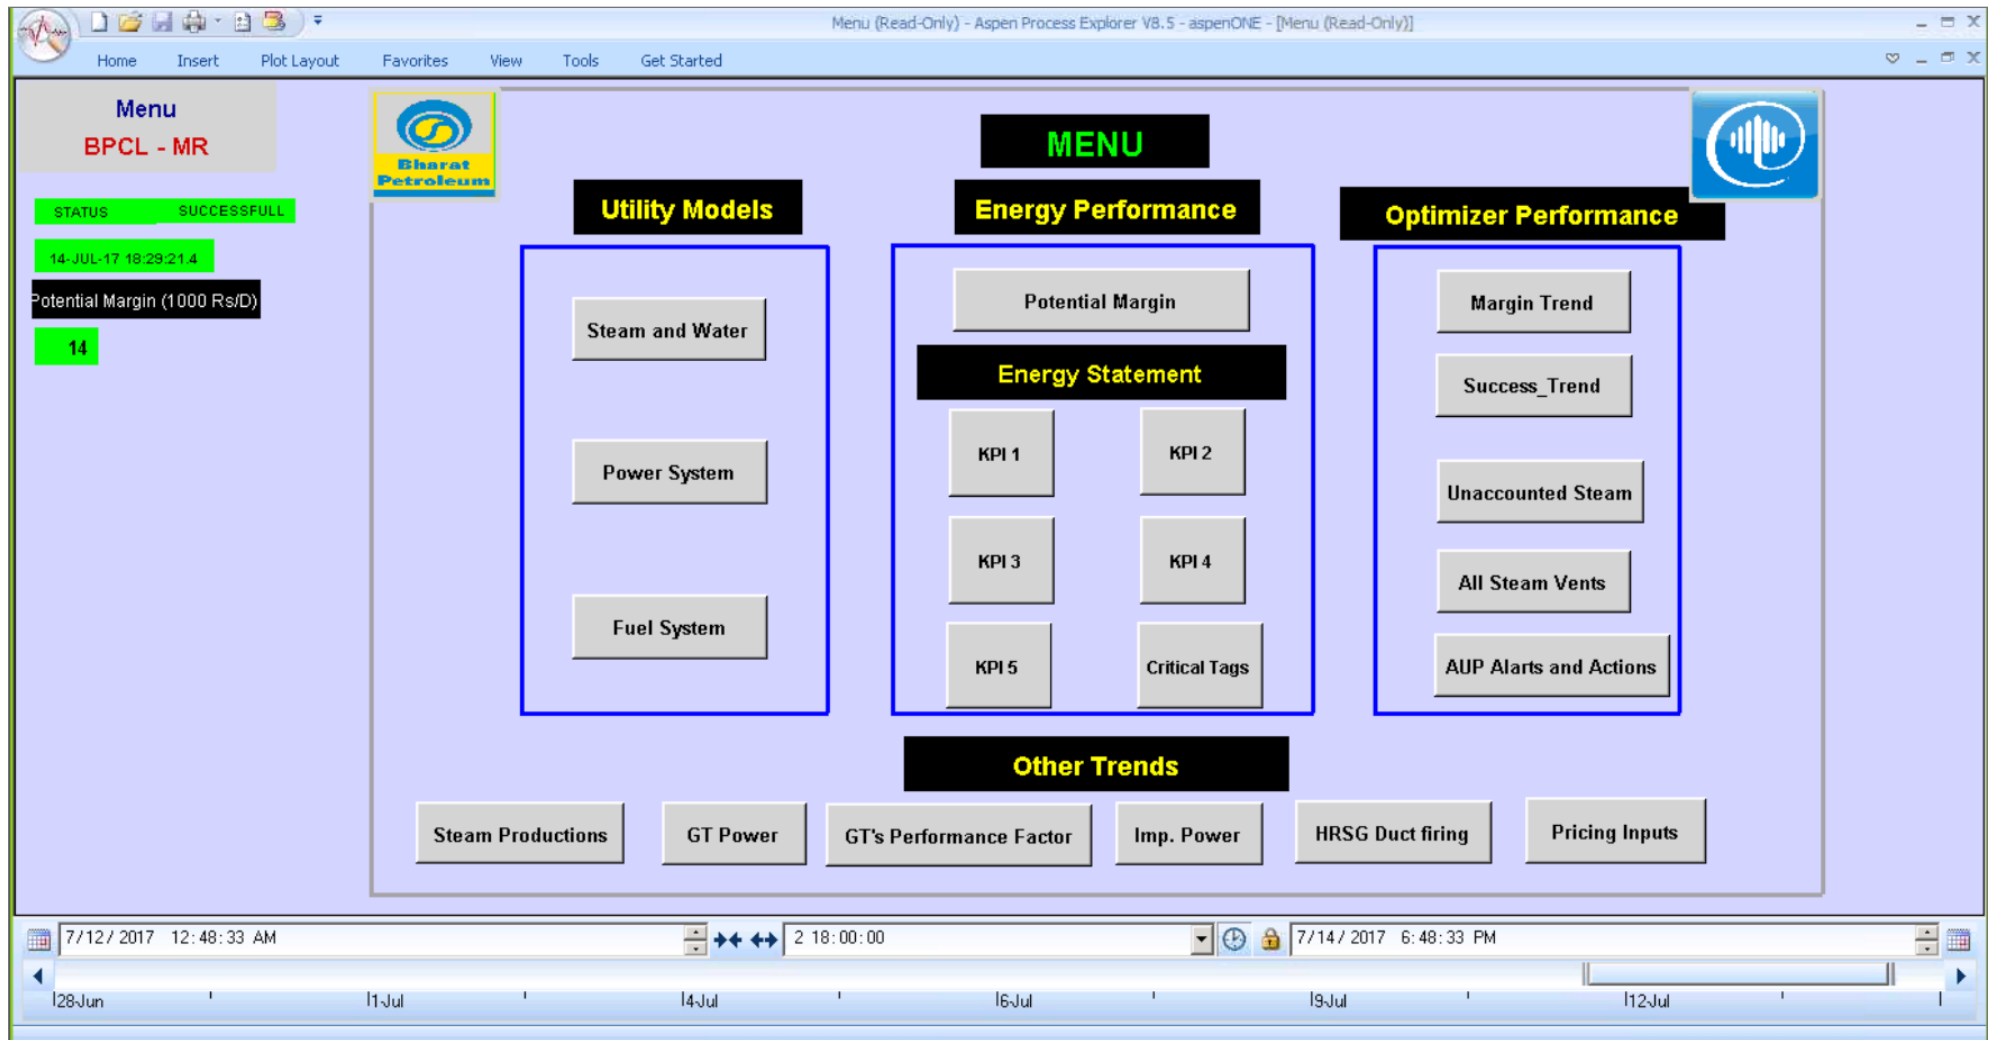 Menu (Read-Only) - Aspen Process Explorer V8.5 - aspenONE - [Menu (Read-Only)]
Home Insert Plot Layout Favorites View Tools Get Started
Menu
BPCL - MR
STATUS SUCCESSFULL
14-JUL-17 18:29:21.4
Potential Margin (1000 Rs/D)
14
Bharat
Petroleum
MENU
Utility Models
Steam and Water
Power System
Fuel System
Energy Performance
Potential Margin
Energy Statement
KPI 1 KPI 2
KPI 3 KPI 4
KPI 5 Critical Tags
Optimizer Performance
Margin Trend
Success_Trend
Unaccounted Steam
All Steam Vents
AUP Alarts and Actions
Other Trends
Steam Productions GT Power GT's Performance Factor Imp. Power HRSG Duct firing Pricing Inputs
7/12/2017 12:48:33 AM 2 18:00:00 7/14/2017 6:48:33 PM
28-Jun 1-Jul 4-Jul 6-Jul 9-Jul 12-Jul